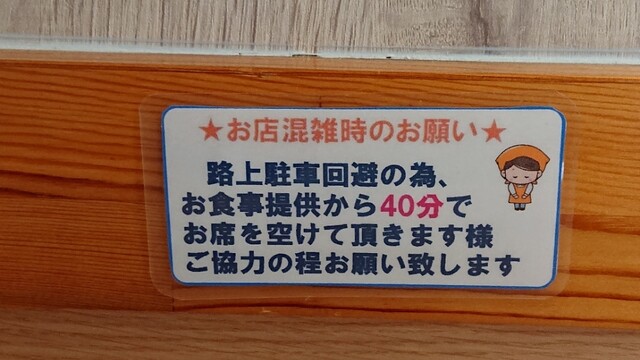 ★お店混雑時のお願い★
路上駐車回避の為、
お食事提供から40分で
お席を空けて頂きます様
ご協力の程お願い致します